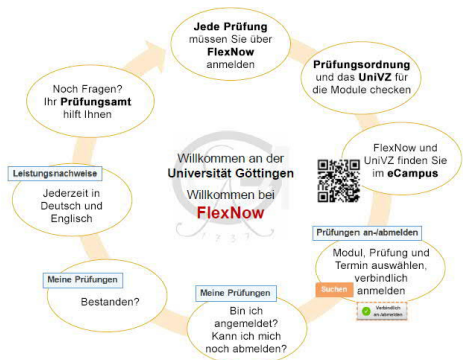 Jede Prüfung
müssen Sie über
FlexNow
anmelden
Prüfungsordnung
und das UniVZ für
die Module checken
FlexNow und
UniVZ finden Sie
im eCampus
Prüfungen an-/abmelden
Modul, Prüfung und
Termin auswählen,
verbindlich
anmelden
Suchen
Verbindlich
an-/abmelden
Meine Prüfungen
Bin ich
angemeldet?
Kann ich mich
noch abmelden?
Meine Prüfungen
Bestanden?
Leistungsnachweise
Jederzeit in
Deutsch und
Englisch
Noch Fragen?
Ihr Prüfungsamt
hilft Ihnen
Willkommen an der
Universität Göttingen
Willkommen bei
FlexNow